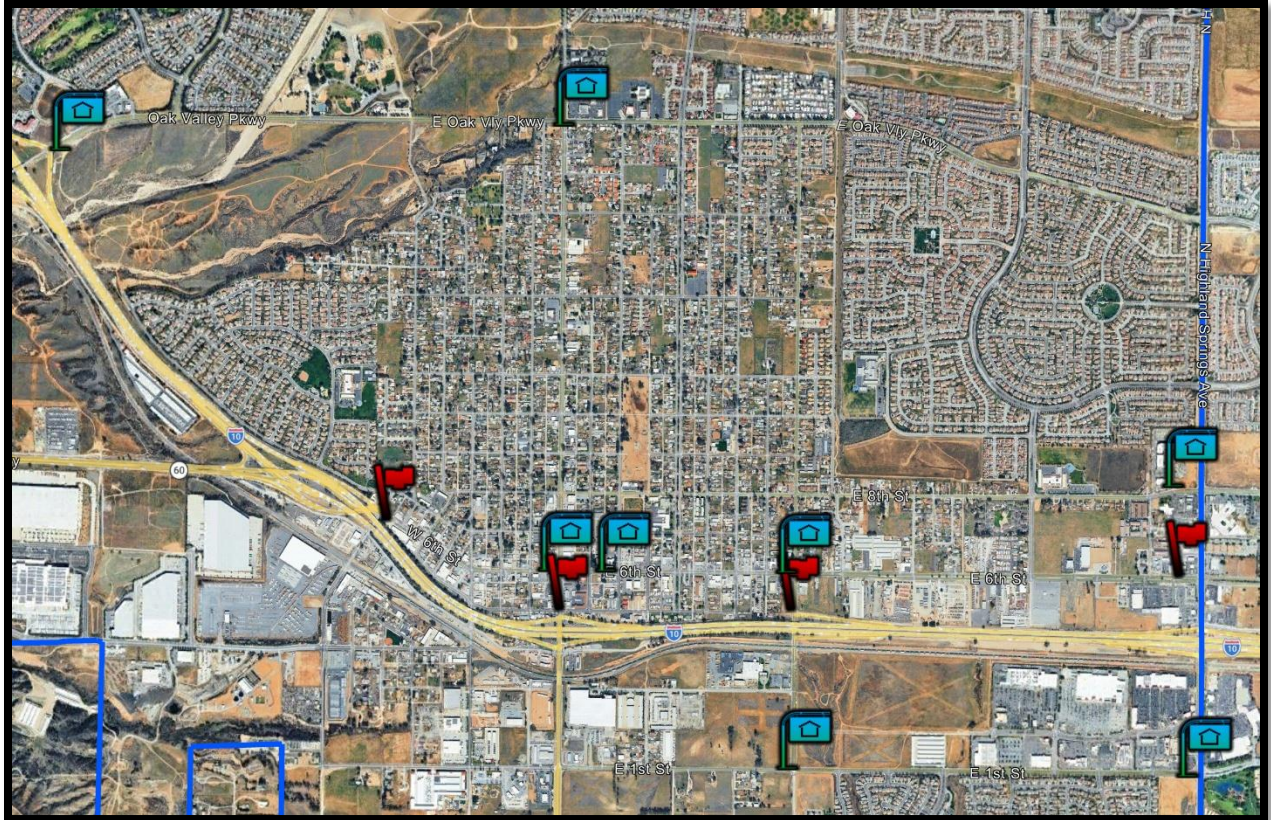 H N
Oak Valley Pkwy
E Oak Vly Pkwy
E Oak Vly Pkwy
N Highland Springs Ave
10
y
60
E 8th St
W 6th St
E 6th St
E 6th St
10
10
E 1st St
E 1st St